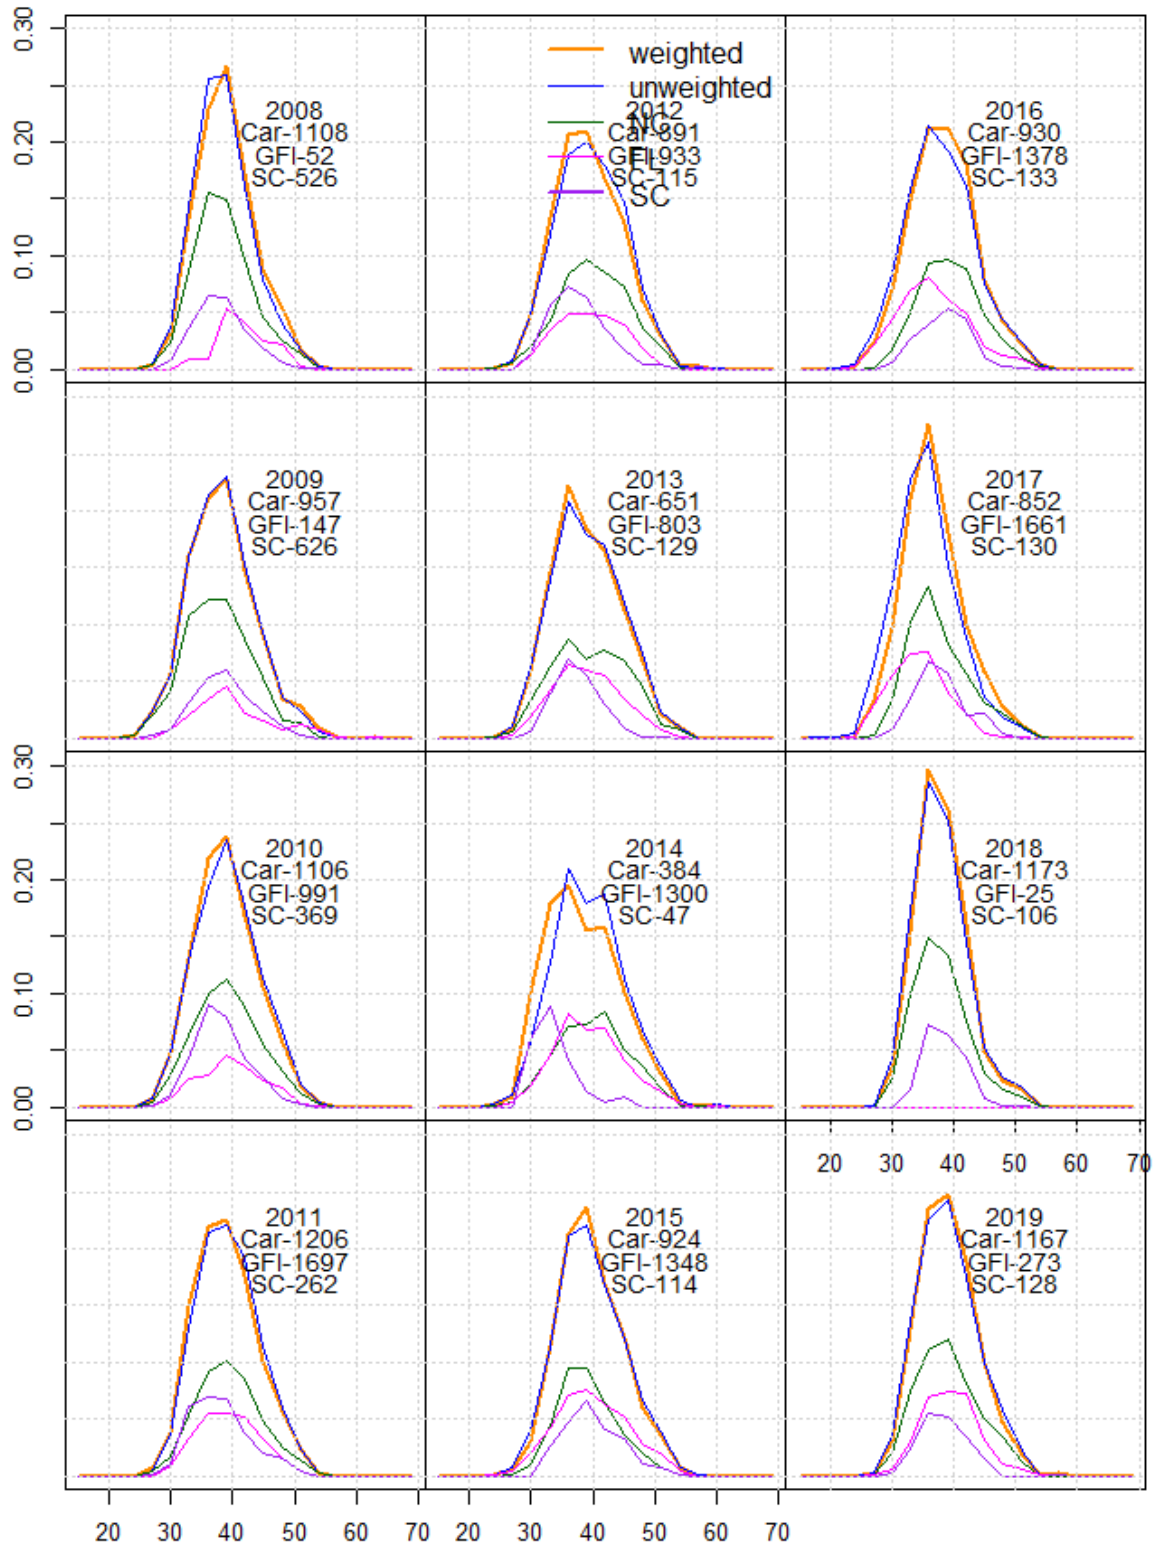 0.30
0.20
0.10
0.00
weighted
unweighted
NC
FL
SC
2008
Car-1108
GFI-52
SC-526
2012
Car-891
GFI-933
SC-115
2016
Car-930
GFI-1378
SC-133
2009
Car-957
GFI-147
SC-626
2013
Car-651
GFI-803
SC-129
2017
Car-852
GFI-1661
SC-130
0.30
0.20
0.10
0.00
2010
Car-1106
GFI-991
SC-369
2014
Car-384
GFI-1300
SC-47
2018
Car-1173
GFI-25
SC-106
20 30 40 50 60 70
2011
Car-1206
GFI-1697
SC-262
2015
Car-924
GFI-1348
SC-114
2019
Car-1167
GFI-273
SC-128
20 30 40 50 60 70
20 30 40 50 60 70